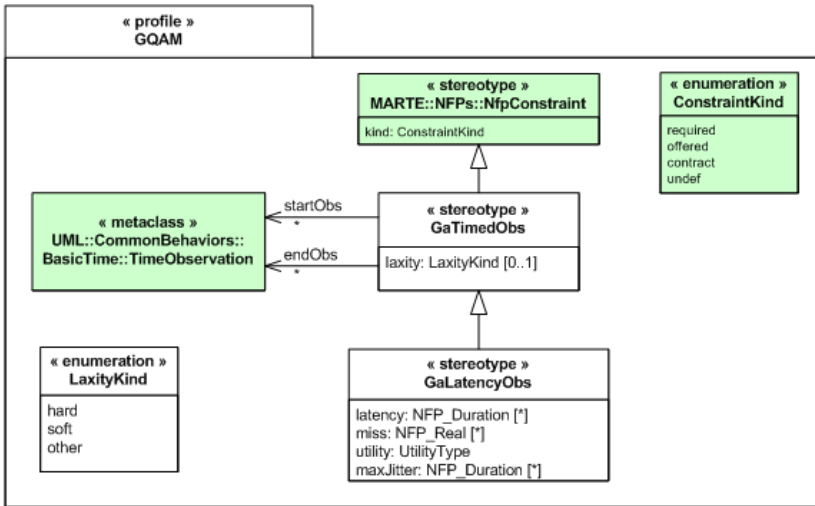 « profile »
GQAM
« stereotype »
MARTE::NFPs::NfpConstraint
kind: ConstraintKind
« enumeration »
ConstraintKind
required
offered
contract
undef
« metaclass »
UML::CommonBehaviors::
BasicTime::TimeObservation
startObs
*
endObs
*
« stereotype »
GaTimedObs
laxity: LaxityKind [0..1]
« enumeration »
LaxityKind
hard
soft
other
« stereotype »
GaLatencyObs
latency: NFP_Duration [*]
miss: NFP_Real [*]
utility: UtilityType
maxJitter: NFP_Duration [*]